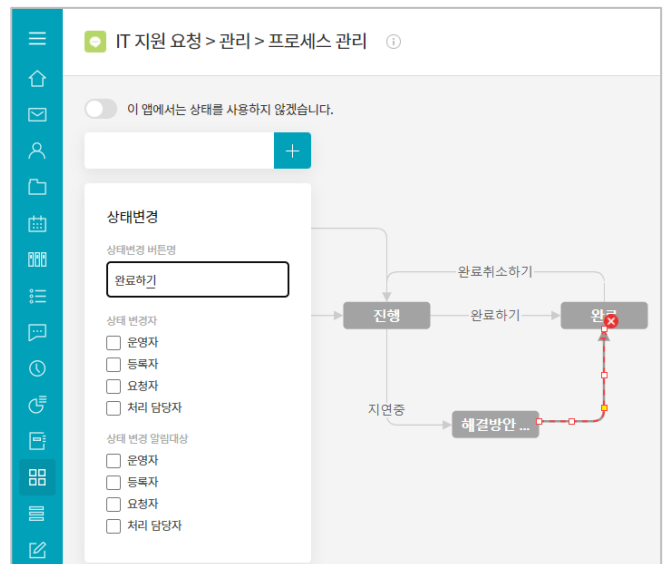 IT 지원 요청 > 관리 > 프로세스 관리
이 앱에서는 상태를 사용하지 않겠습니다.
상태변경
상태변경 버튼명
완료하기
상태 변경자
운영자
등록자
요청자
처리 담당자
상태 변경 알림대상
운영자
등록자
요청자
처리 담당자
완료취소하기
진행
완료하기
완료
지연중
해결방안 ...